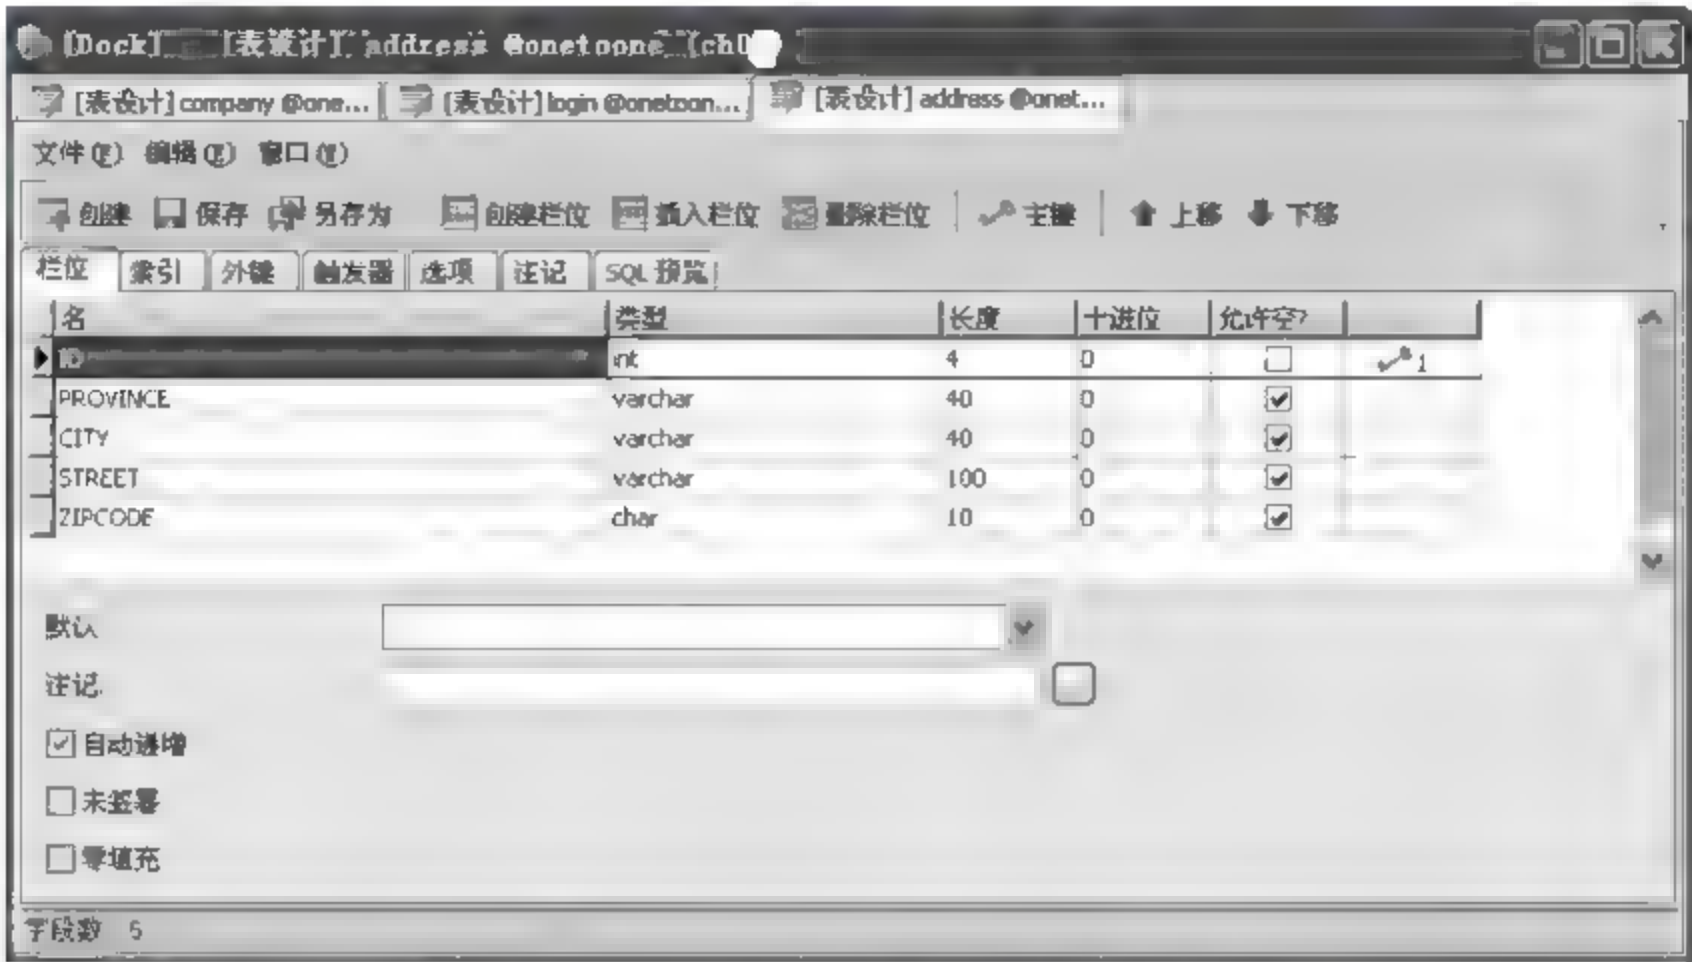 [Dock] [表设计] address @onetoone (ch0
[表设计] company @one... [表设计] login @onetoon... [表设计] address @onet...
文件(F) 编辑(E) 窗口(W)
创建 保存 另存为 创建栏位 插入栏位 删除栏位 主键 上移 下移
栏位 索引 外键 触发器 选项 注记 SQL 预览
名 类型 长度 十进位 允许空?
ID int 4 0 1
PROVINCE varchar 40 0
CITY varchar 40 0
STREET varchar 100 0
ZIPCODE char 10 0
默认
注记
自动递增
未签署
零填充
字段数 5